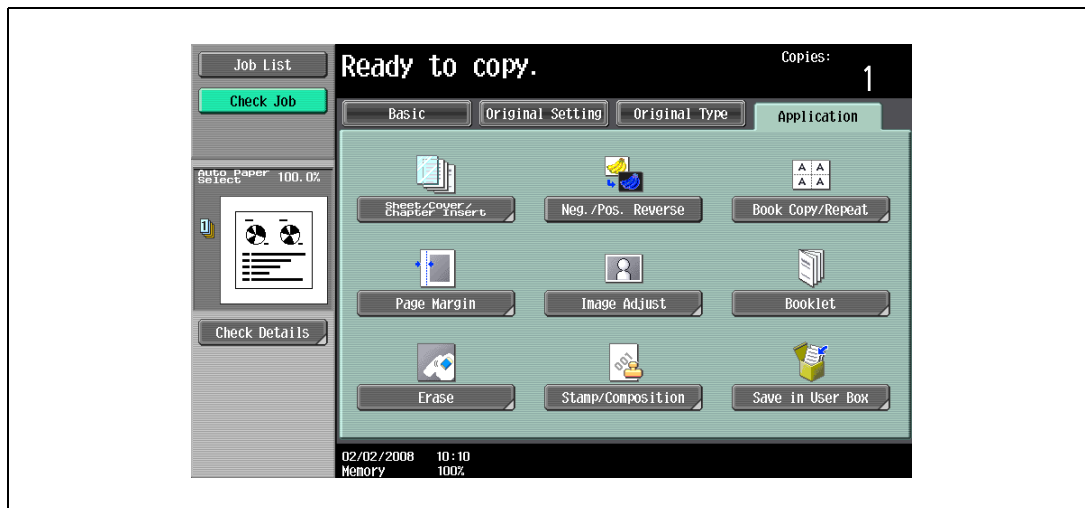 Job List
Check Job
Ready to copy.
Copies:
1
Basic
Original Setting
Original Type
Application
Auto Paper
Select
100.0%
1
Sheet/Cover/
Chapter Insert
Neg./Pos. Reverse
A A
A A
Book Copy/Repeat
Page Margin
Image Adjust
Booklet
Check Details
001
Erase
Stamp/Composition
Save in User Box
02/02/2008 10:10
Memory 100%